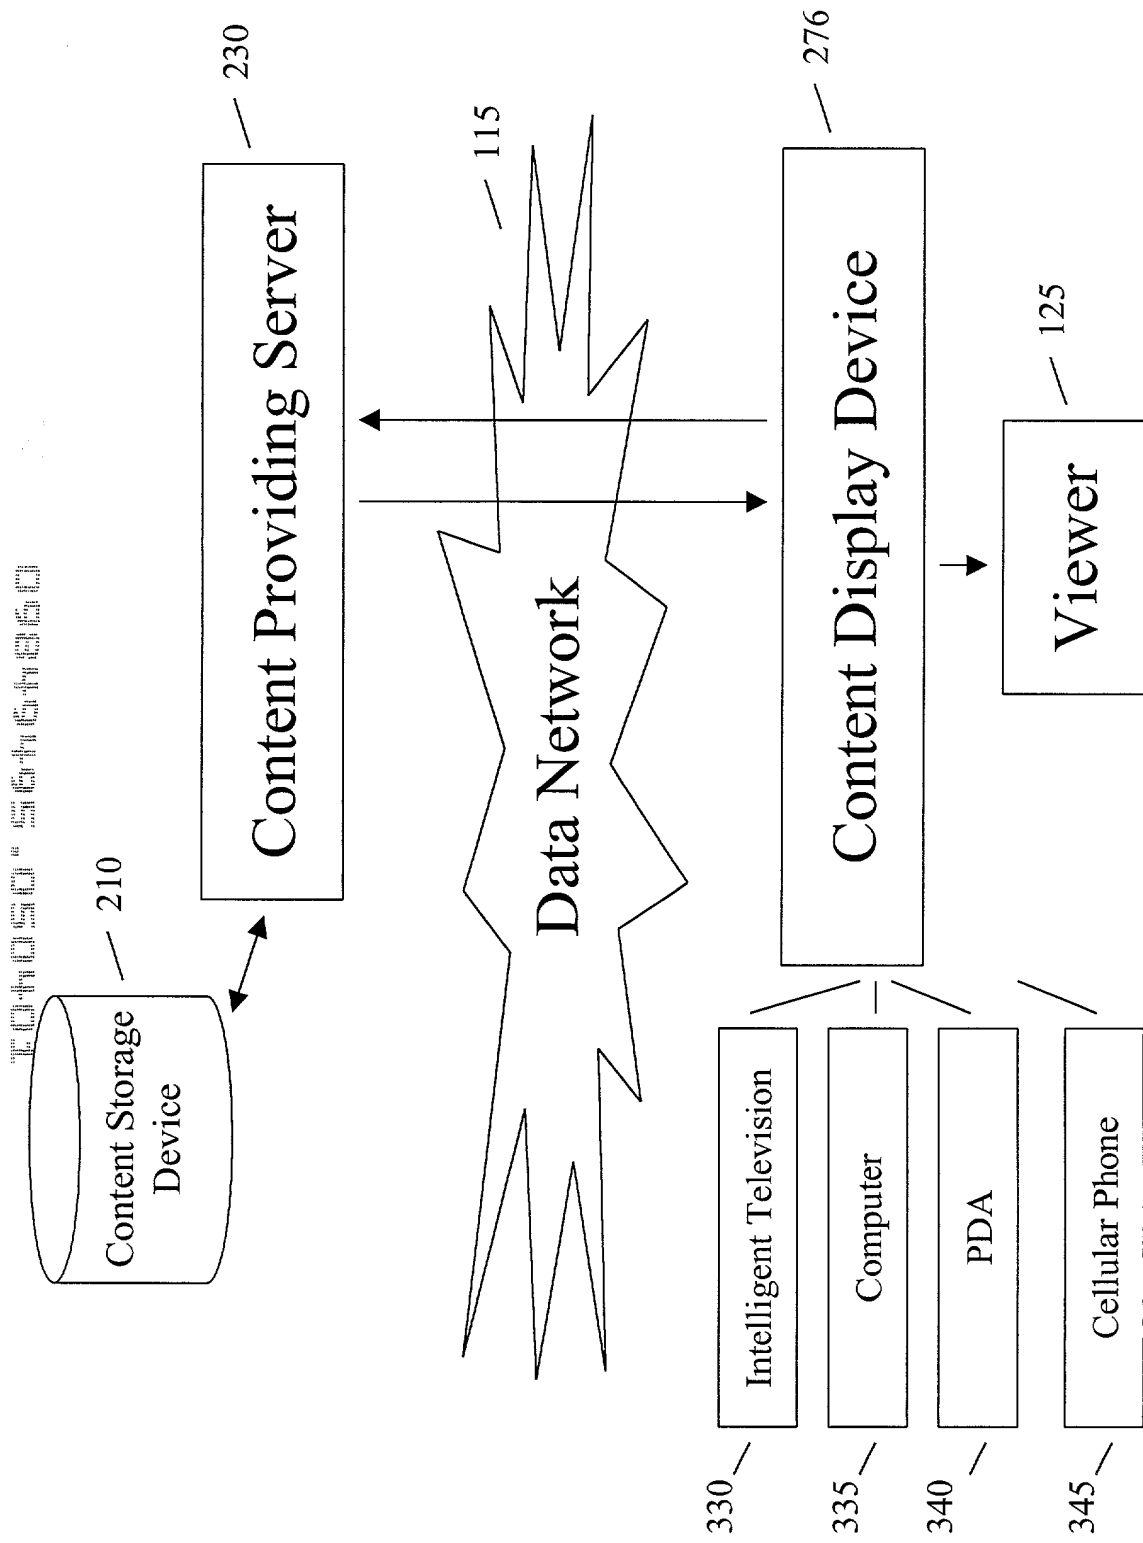 Content Storage
Device
210
Content Providing Server
230
Data Network
115
Content Display Device
276
Viewer
125
330
Intelligent Television
335
Computer
340
PDA
345
Cellular Phone